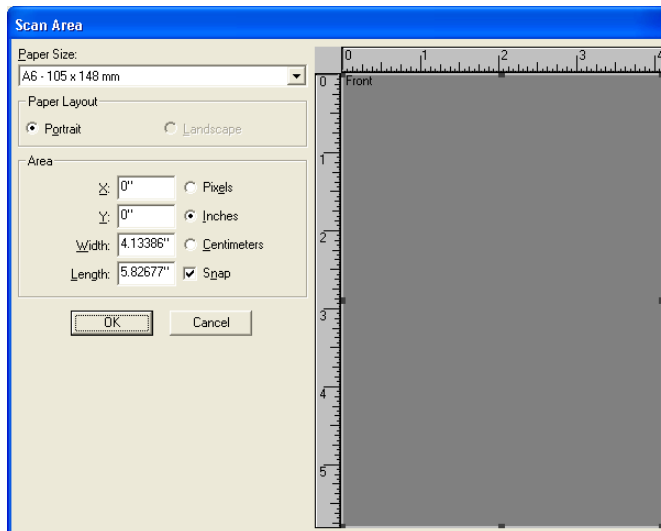 Scan Area
Paper Size:
A6 - 105 x 148 mm
Paper Layout
Portrait
Landscape
Area
X: 0"
Pixels
Y: 0"
Inches
Width: 4.13386"
Centimeters
Length: 5.82677"
Snap
OK
Cancel
0 1 2 3 4
0 Front
1
2
3
4
5